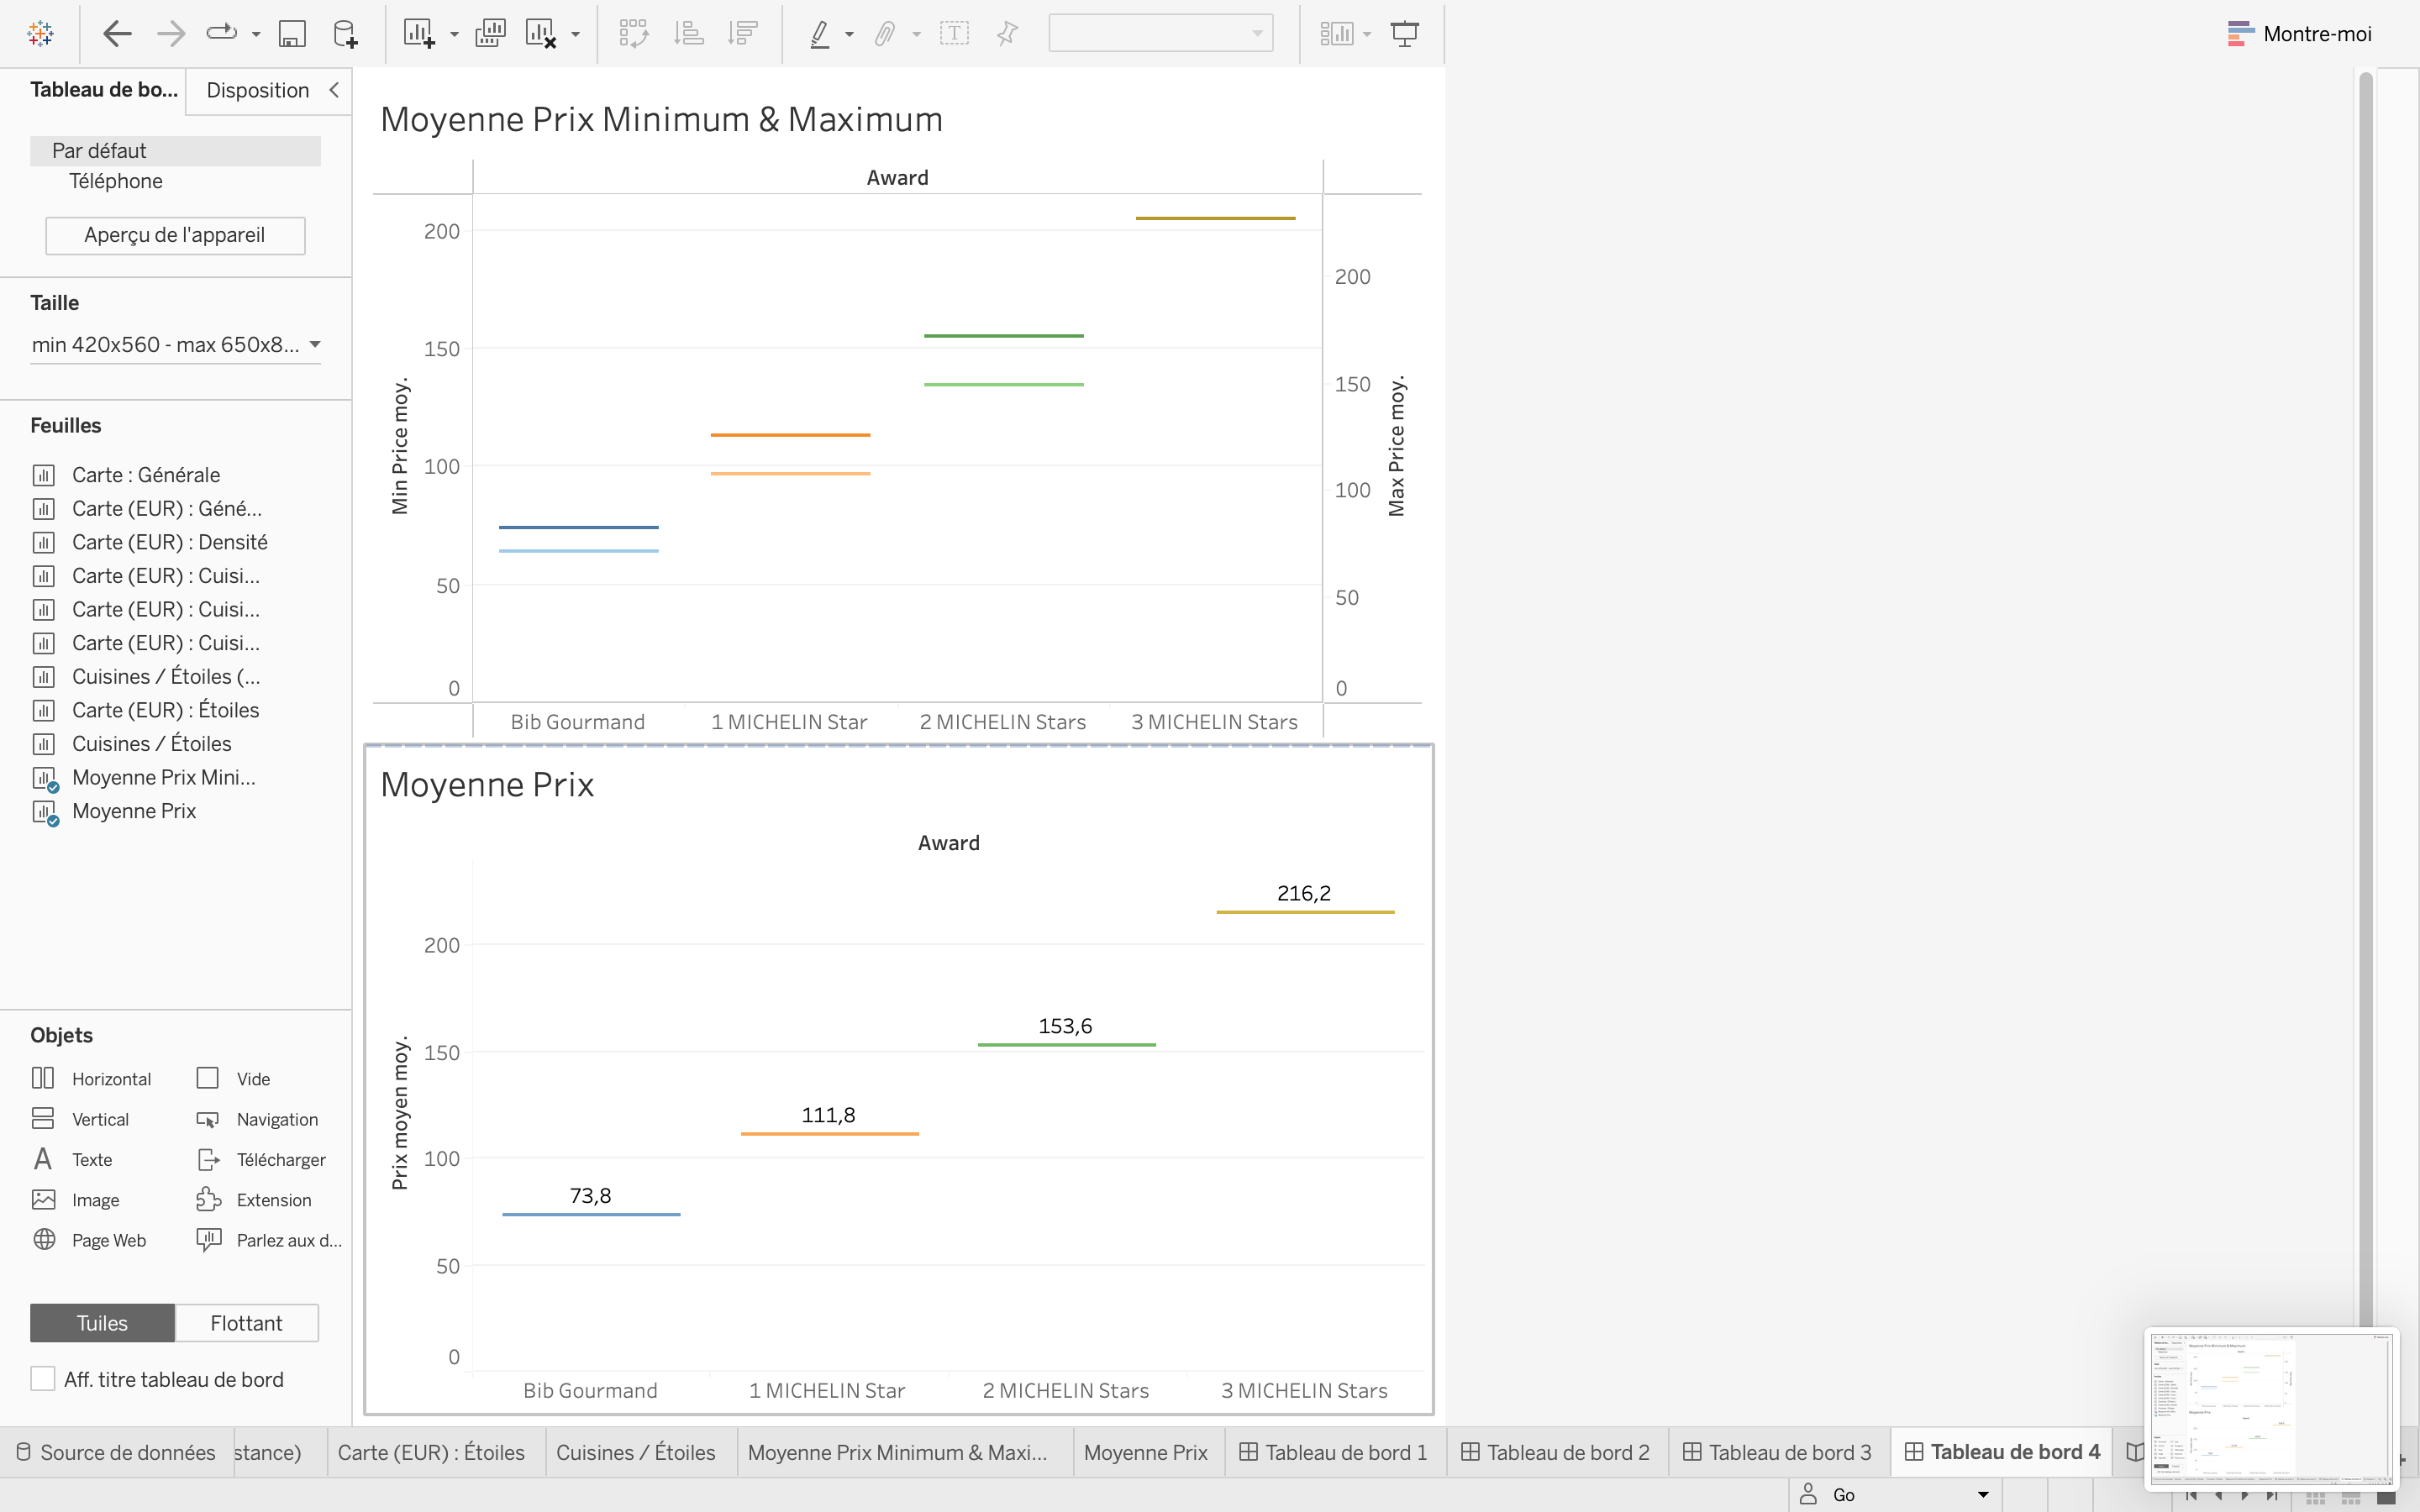 Montre-moi
Tableau de bo...
Disposition
Par défaut
Téléphone
Aperçu de l'appareil
Taille
min 420x560 - max 650x8...
Feuilles
Carte : Générale
Carte (EUR) : Géné...
Carte (EUR) : Densité
Carte (EUR) : Cuisi...
Carte (EUR) : Cuisi...
Carte (EUR) : Cuisi...
Cuisines / Étoiles (...
Carte (EUR) : Étoiles
Cuisines / Étoiles
Moyenne Prix Mini...
Moyenne Prix
Objets
Horizontal
Vide
Vertical
Navigation
Texte
Télécharger
Image
Extension
Page Web
Parlez aux d...
Tuiles
Flottant
Aff. titre tableau de bord
Moyenne Prix Minimum & Maximum
Award
Min Price moy.
200
150
100
50
0
200
150
100
50
0
Max Price moy.
Bib Gourmand
1 MICHELIN Star
2 MICHELIN Stars
3 MICHELIN Stars
Moyenne Prix
Award
Prix moyen moy.
200
150
100
50
0
216,2
153,6
111,8
73,8
Bib Gourmand
1 MICHELIN Star
2 MICHELIN Stars
3 MICHELIN Stars
Source de données
stance)
Carte (EUR) : Étoiles
Cuisines / Étoiles
Moyenne Prix Minimum & Maxi...
Moyenne Prix
Tableau de bord 1
Tableau de bord 2
Tableau de bord 3
Tableau de bord 4
Go